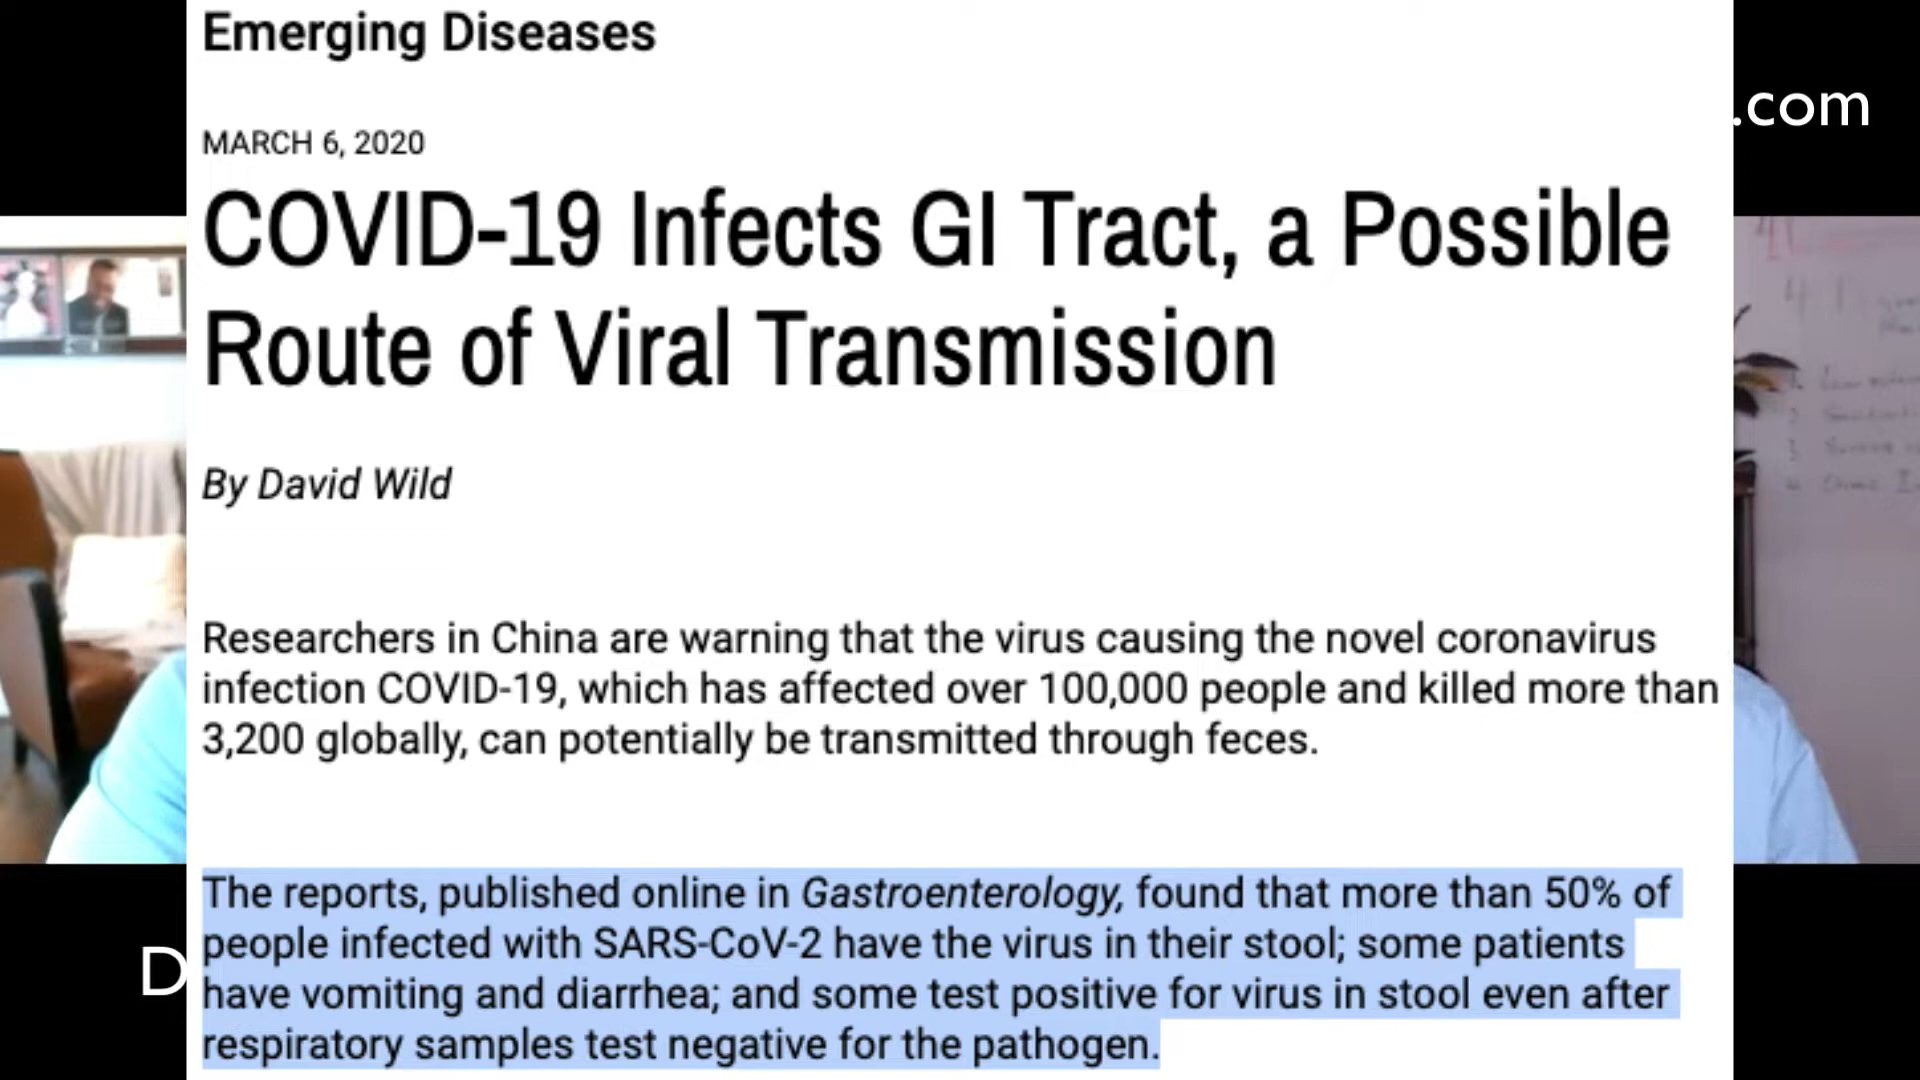 Emerging Diseases
.com
MARCH 6, 2020
COVID-19 Infects GI Tract, a Possible
Route of Viral Transmission
By David Wild
Researchers in China are warning that the virus causing the novel coronavirus
infection COVID-19, which has affected over 100,000 people and killed more than
3,200 globally, can potentially be transmitted through feces.
The reports, published online in Gastroenterology, found that more than 50% of
people infected with SARS-CoV-2 have the virus in their stool; some patients
D
have vomiting and diarrhea; and some test positive for virus in stool even after
respiratory samples test negative for the pathogen.